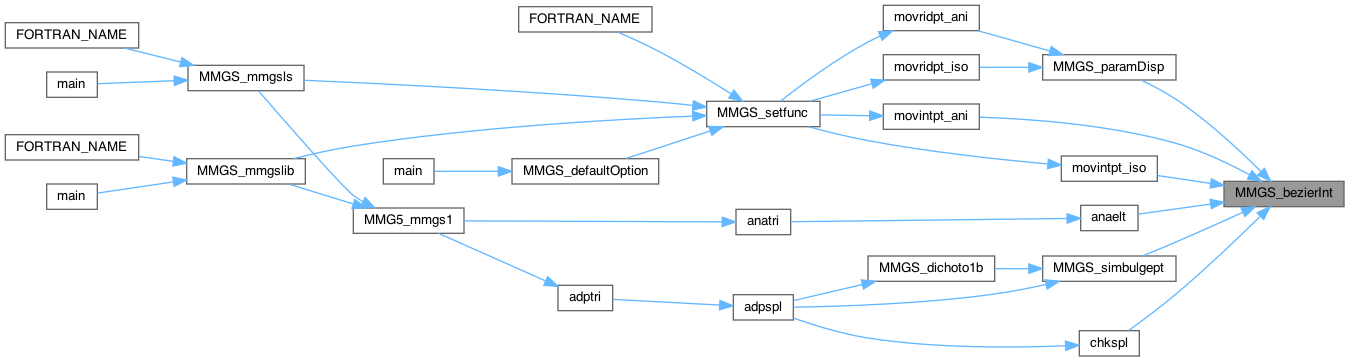 FORTRAN_NAME
main
MMGS_mmgsls
FORTRAN_NAME
main
MMGS_mmgslib
main
MMG5_mmgs1
FORTRAN_NAME
MMGS_defaultOption
adptri
MMGS_setfunc
anatri
adpspl
movridpt_ani
movridpt_iso
movintpt_ani
MMGS_dichoto1b
MMGS_paramDisp
movintpt_iso
anaelt
MMGS_simbulgept
chkspl
MMGS_bezierInt